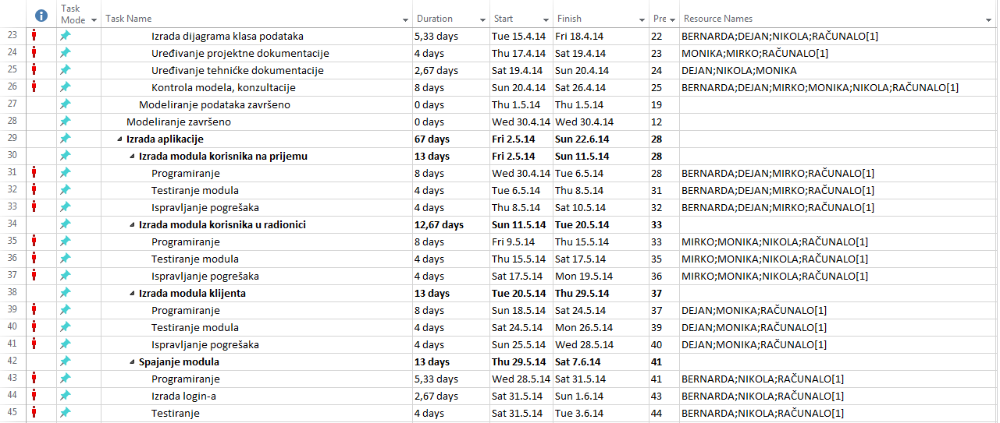 Task Mode Task Name Duration Start Finish Pre Resource Names
23 Izrada dijagrama klasa podataka 5,33 days Tue 15.4.14 Fri 18.4.14 22 BERNARDA;DEJAN;NIKOLA;RAČUNALO[1]
24 Uređivanje projektne dokumentacije 4 days Thu 17.4.14 Sat 19.4.14 23 MONIKA;MIRKO;RAČUNALO[1]
25 Uređivanje tehničke dokumentacije 2,67 days Sat 19.4.14 Sun 20.4.14 24 DEJAN;NIKOLA;MONIKA
26 Kontrola modela, konzultacije 8 days Sun 20.4.14 Sat 26.4.14 25 BERNARDA;DEJAN;MIRKO;MONIKA;NIKOLA;RAČUNALO[1]
27 Modeliranje podataka završeno 0 days Thu 1.5.14 Thu 1.5.14 19
28 Modeliranje završeno 0 days Wed 30.4.14 Wed 30.4.14 12
29 Izrada aplikacije 67 days Fri 2.5.14 Sun 22.6.14 28
30 Izrada modula korisnika na prijemu 13 days Fri 2.5.14 Sun 11.5.14 28
31 Programiranje 8 days Wed 30.4.14 Tue 6.5.14 28 BERNARDA;DEJAN;MIRKO;RAČUNALO[1]
32 Testiranje modula 4 days Tue 6.5.14 Thu 8.5.14 31 BERNARDA;DEJAN;MIRKO;RAČUNALO[1]
33 Ispravljanje pogrešaka 4 days Thu 8.5.14 Sat 10.5.14 32 BERNARDA;DEJAN;MIRKO;RAČUNALO[1]
34 Izrada modula korisnika u radionici 12,67 days Sun 11.5.14 Tue 20.5.14 33
35 Programiranje 8 days Fri 9.5.14 Thu 15.5.14 33 MIRKO;MONIKA;NIKOLA;RAČUNALO[1]
36 Testiranje modula 4 days Thu 15.5.14 Sat 17.5.14 35 MIRKO;MONIKA;NIKOLA;RAČUNALO[1]
37 Ispravljanje pogrešaka 4 days Sat 17.5.14 Mon 19.5.14 36 MIRKO;MONIKA;NIKOLA;RAČUNALO[1]
38 Izrada modula klijenta 13 days Tue 20.5.14 Thu 29.5.14 37
39 Programiranje 8 days Sun 18.5.14 Sat 24.5.14 37 DEJAN;MONIKA;RAČUNALO[1]
40 Testiranje modula 4 days Sat 24.5.14 Mon 26.5.14 39 DEJAN;MONIKA;RAČUNALO[1]
41 Ispravljanje pogrešaka 4 days Sun 25.5.14 Wed 28.5.14 40 DEJAN;MONIKA;RAČUNALO[1]
42 Spajanje modula 13 days Thu 29.5.14 Sat 7.6.14 41
43 Programiranje 5,33 days Wed 28.5.14 Sat 31.5.14 41 BERNARDA;NIKOLA;RAČUNALO[1]
44 Izrada login-a 2,67 days Sat 31.5.14 Sun 1.6.14 43 BERNARDA;NIKOLA;RAČUNALO[1]
45 Testiranje 4 days Sat 31.5.14 Tue 3.6.14 44 BERNARDA;NIKOLA;RAČUNALO[1]